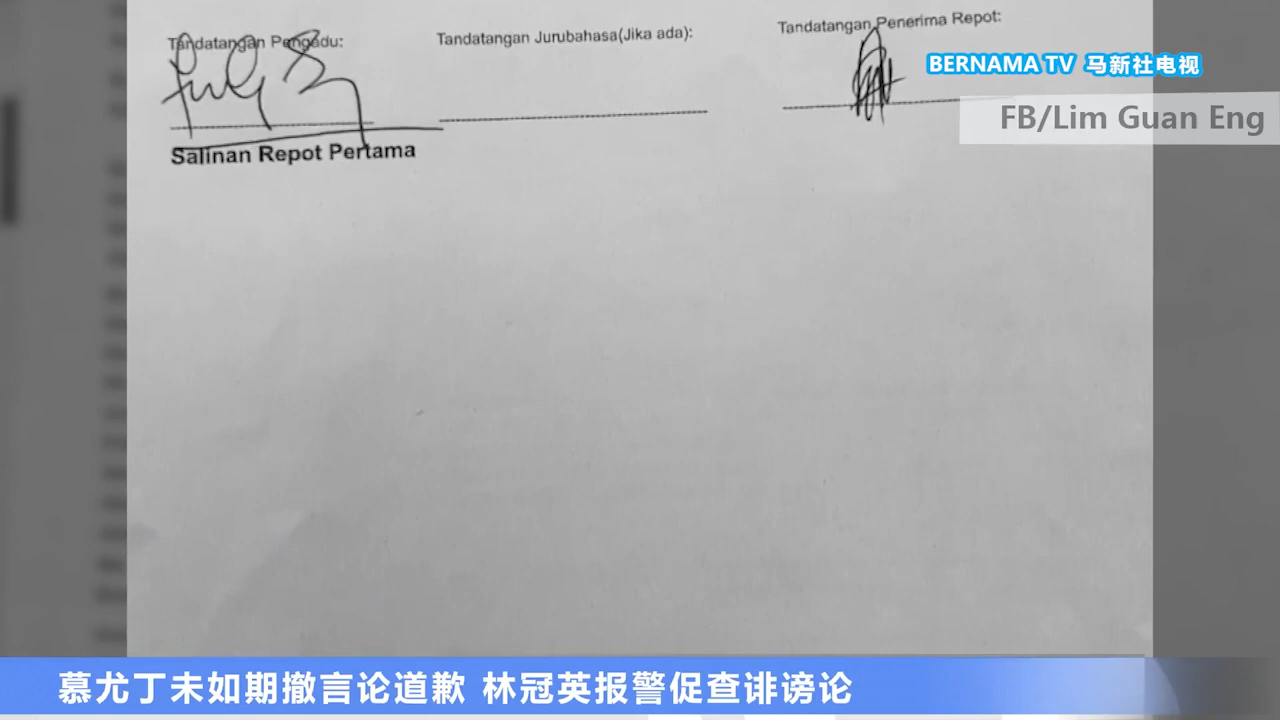 Tandatangan Pengadu:
Tandatangan Jurubahasa(Jika ada):
Tandatangan Penerima Repot:
BERNAMA TV 马新社电视
FB/Lim Guan Eng
Salinan Repot Pertama
慕尤丁未如期撤言论道歉 林冠英报警促查诽谤论